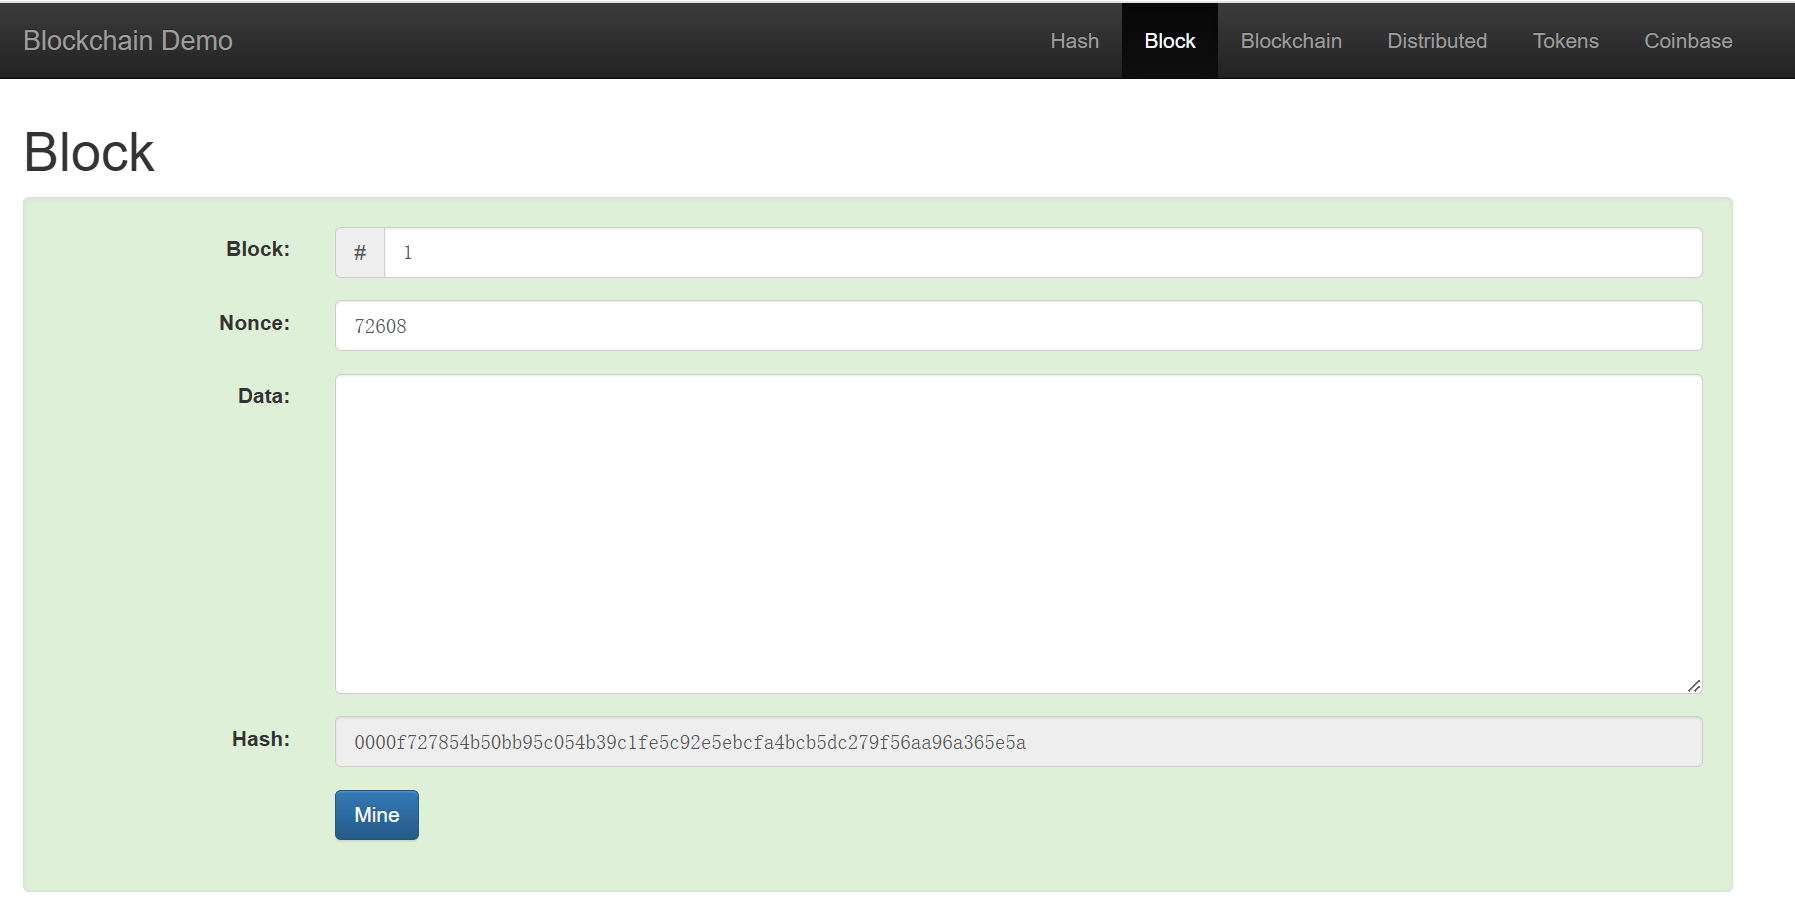 Blockchain Demo Hash Block Blockchain Distributed Tokens Coinbase
Block
Block: # 1
Nonce: 72608
Data:
Hash: 0000f727854b50bb95c054b39c1fe5c92e5ebcfa4bcb5dc279f56aa96a365e5a
Mine